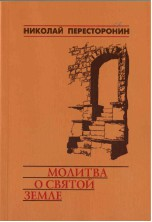 НИКОЛАЙ ПЕРЕСТОРОНИН
МОЛИТВА
О СВЯТОЙ
ЗЕМЛЕ